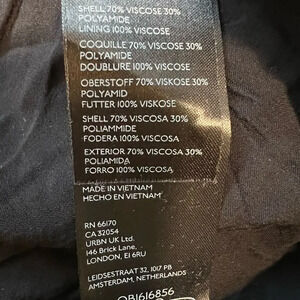 SHELL 70% VISCOSE 30%
POLYAMIDE
LINING 100% VISCOSE
COQUILLE 70% VISCOSE 30%
POLYAMIDE
DOUBLURE 100% VISCOSE
OBERSTOFF 70% VISKOSE 30%
POLYAMID
FUTTER 100% VISKOSE
SHELL 70% VISCOSA 30%
POLIAMMIDE
FODERA 100% VISCOSA
EXTERIOR 70% VISCOSA 30%
POLIAMIDA
FORRO 100% VISCOSA
MADE IN VIETNAM
HECHO EN VIETNAM
RN 66170
CA 32054
URBN UK Ltd.
146 Brick Lane,
LONDON, E1 6RU
LEIDSESTRAAT 32, 1017 PB
AMSTERDAM, NETHERLANDS
OB1616856